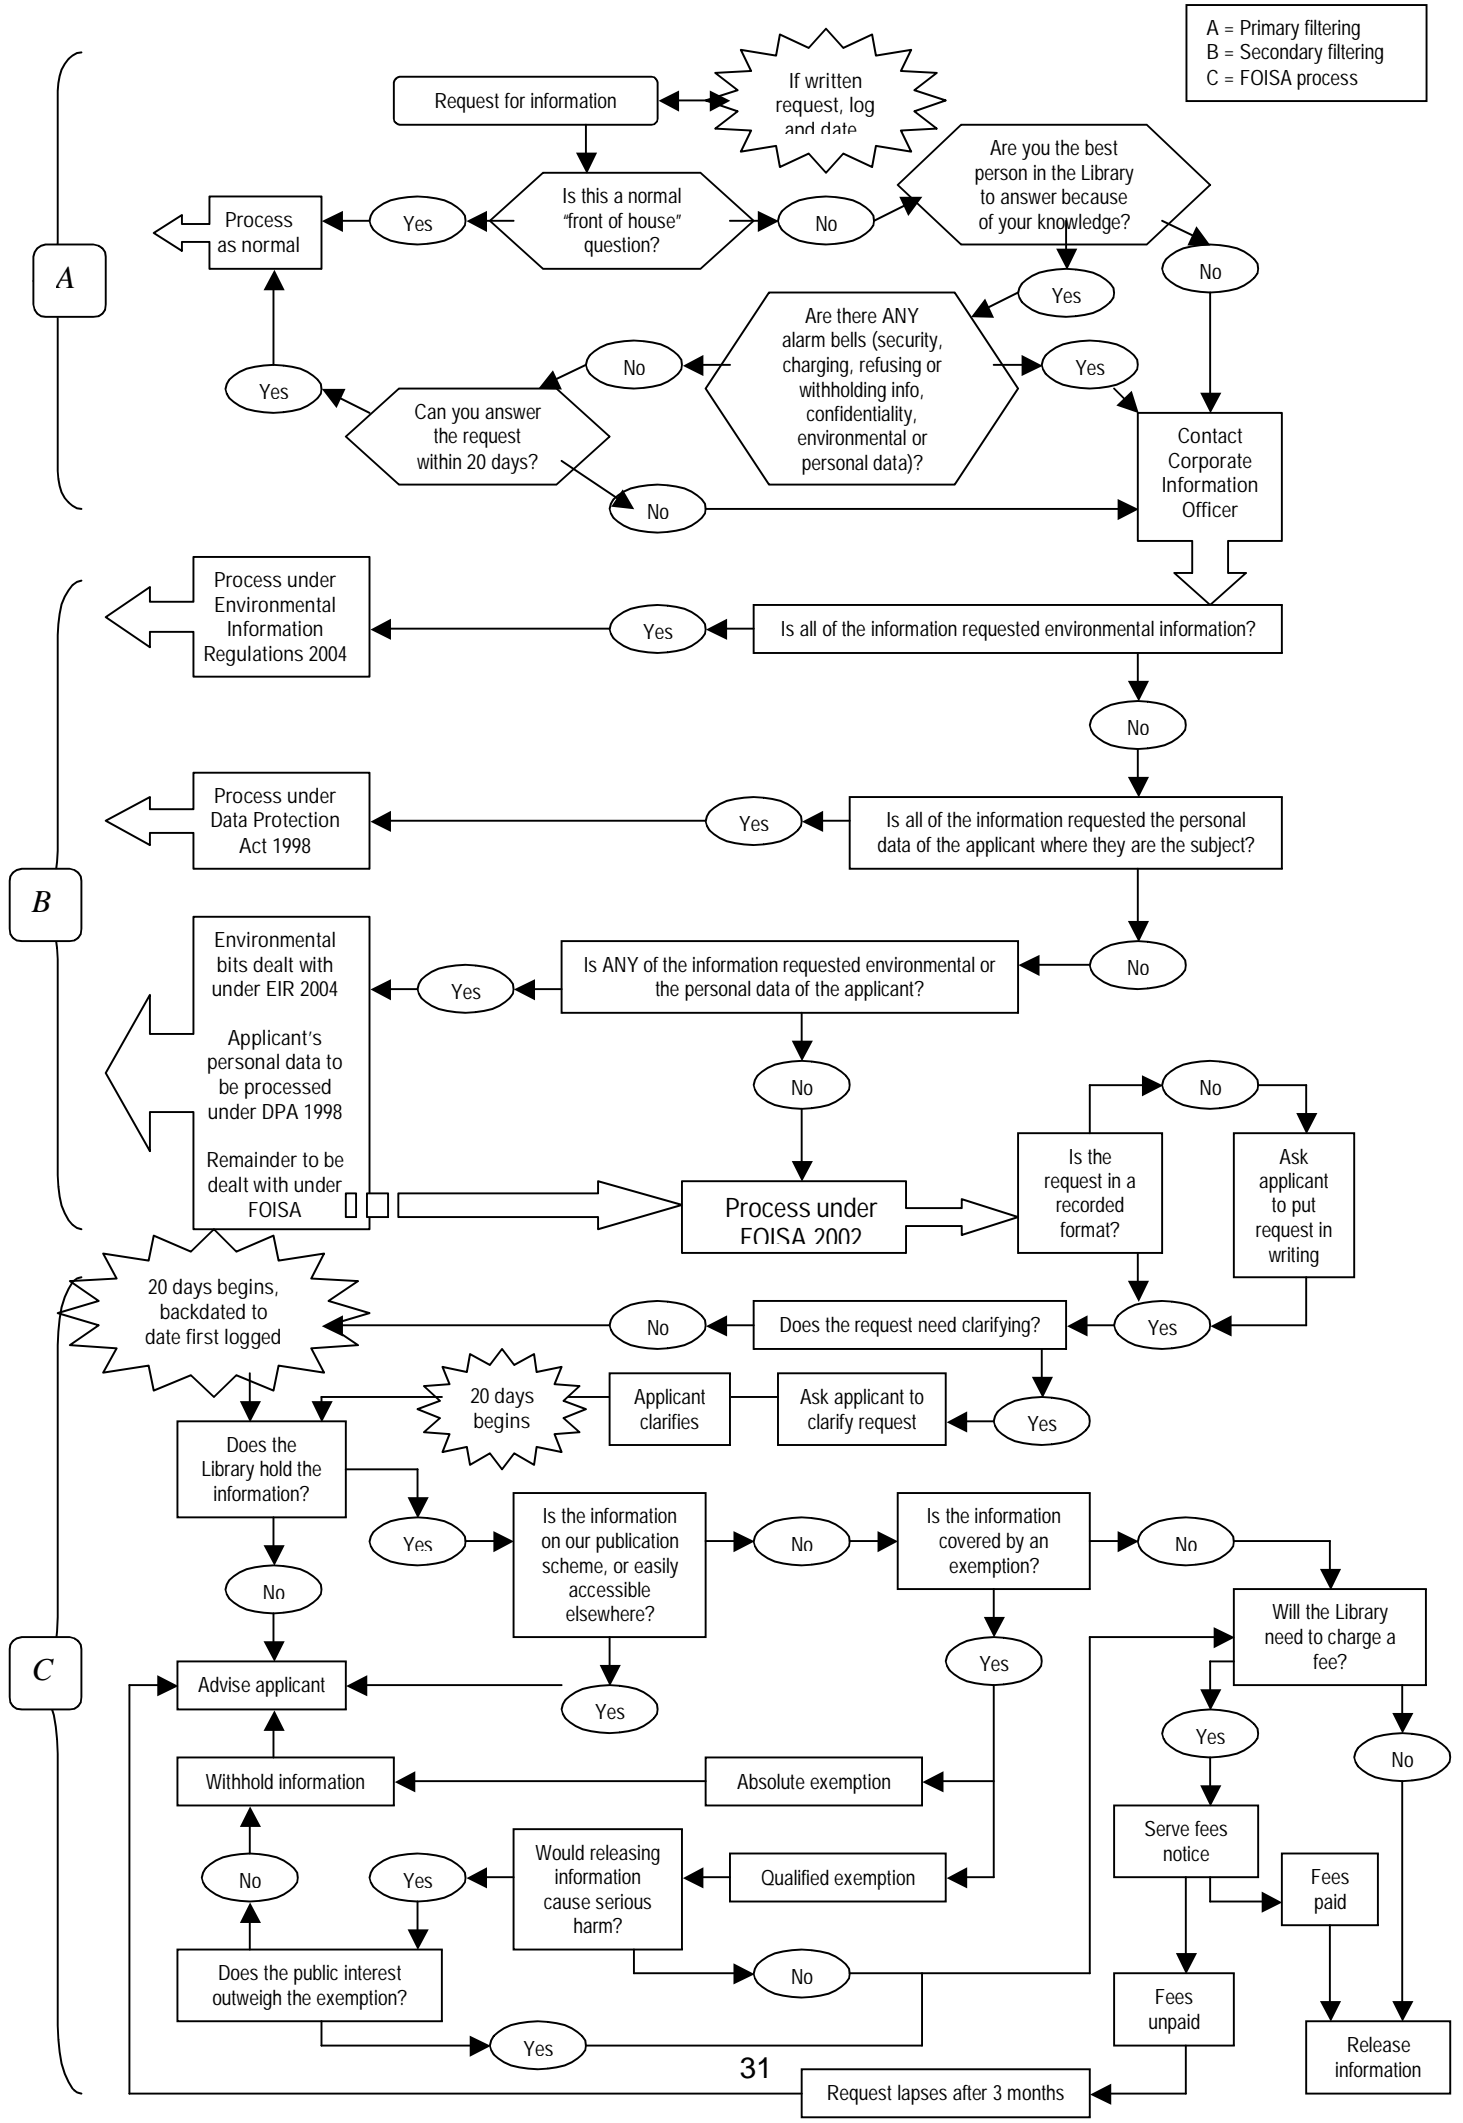 A = Primary filtering
B = Secondary filtering
C = FOISA process
Request for information
If written
request, log
and date
Are you the best
person in the Library
to answer because
of your knowledge?
Is this a normal
“front of house”
question?
Yes
No
Process
as normal
No
Yes
A
Are there ANY
alarm bells (security,
charging, refusing or
withholding info,
confidentiality,
environmental or
personal data)?
No
Yes
Yes
Can you answer
the request
within 20 days?
No
Contact
Corporate
Information
Officer
Process under
Environmental
Information
Regulations 2004
Yes
Is all of the information requested environmental information?
No
Process under
Data Protection
Act 1998
Yes
Is all of the information requested the personal
data of the applicant where they are the subject?
B
No
Environmental
bits dealt with
under EIR 2004
Applicant’s
personal data to
be processed
under DPA 1998
Remainder to be
dealt with under
FOISA
Yes
Is ANY of the information requested environmental or
the personal data of the applicant?
No
No
Process under
FOISA 2002
Is the
request in a
recorded
format?
Ask
applicant
to put
request in
writing
20 days begins,
backdated to
date first logged
No
Does the request need clarifying?
Yes
20 days
begins
Applicant
clarifies
Ask applicant to
clarify request
Yes
Does the
Library hold the
information?
Yes
Is the information
on our publication
scheme, or easily
accessible
elsewhere?
No
Is the information
covered by an
exemption?
No
No
Will the Library
need to charge a
fee?
C
Advise applicant
Yes
Yes
Yes
No
Withhold information
Absolute exemption
Serve fees
notice
Fees
paid
No
Yes
Would releasing
information
cause serious
harm?
Qualified exemption
Does the public interest
outweigh the exemption?
No
Fees
unpaid
Yes
Release
information
31
Request lapses after 3 months